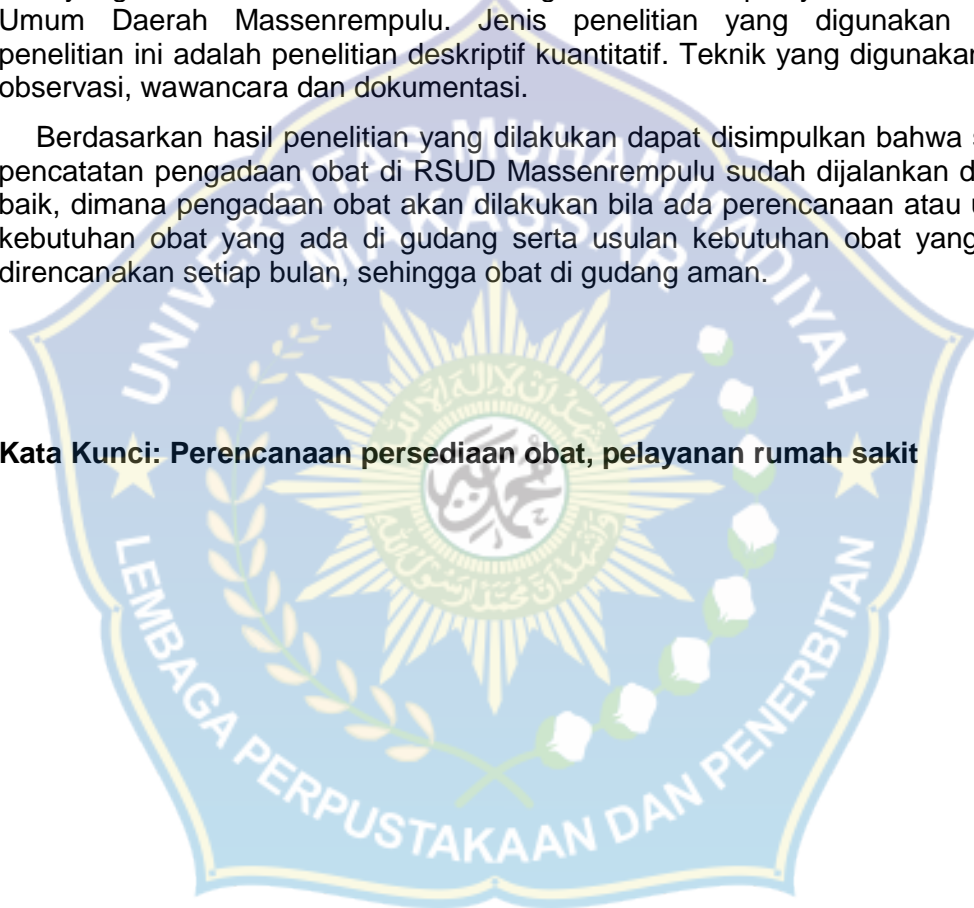 Umum Daerah Massenrempulu. Jenis penelitian yang digunakan
penelitian ini adalah penelitian deskriptif kuantitatif. Teknik yang digunakan
observasi, wawancara dan dokumentasi.
Berdasarkan hasil penelitian yang dilakukan dapat disimpulkan bahwa
pencatatan pengadaan obat di RSUD Massenrempulu sudah dijalankan
baik, dimana pengadaan obat akan dilakukan bila ada perencanaan atau
kebutuhan obat yang ada di gudang serta usulan kebutuhan obat yang
direncanakan setiap bulan, sehingga obat di gudang aman.
Kata Kunci: Perencanaan persediaan obat, pelayanan rumah sakit
UNIVERSITAS MUHAMMADIYAH
MAKASSAR
LEMBAGA PERPUSTAKAAN DAN PENERBITAN